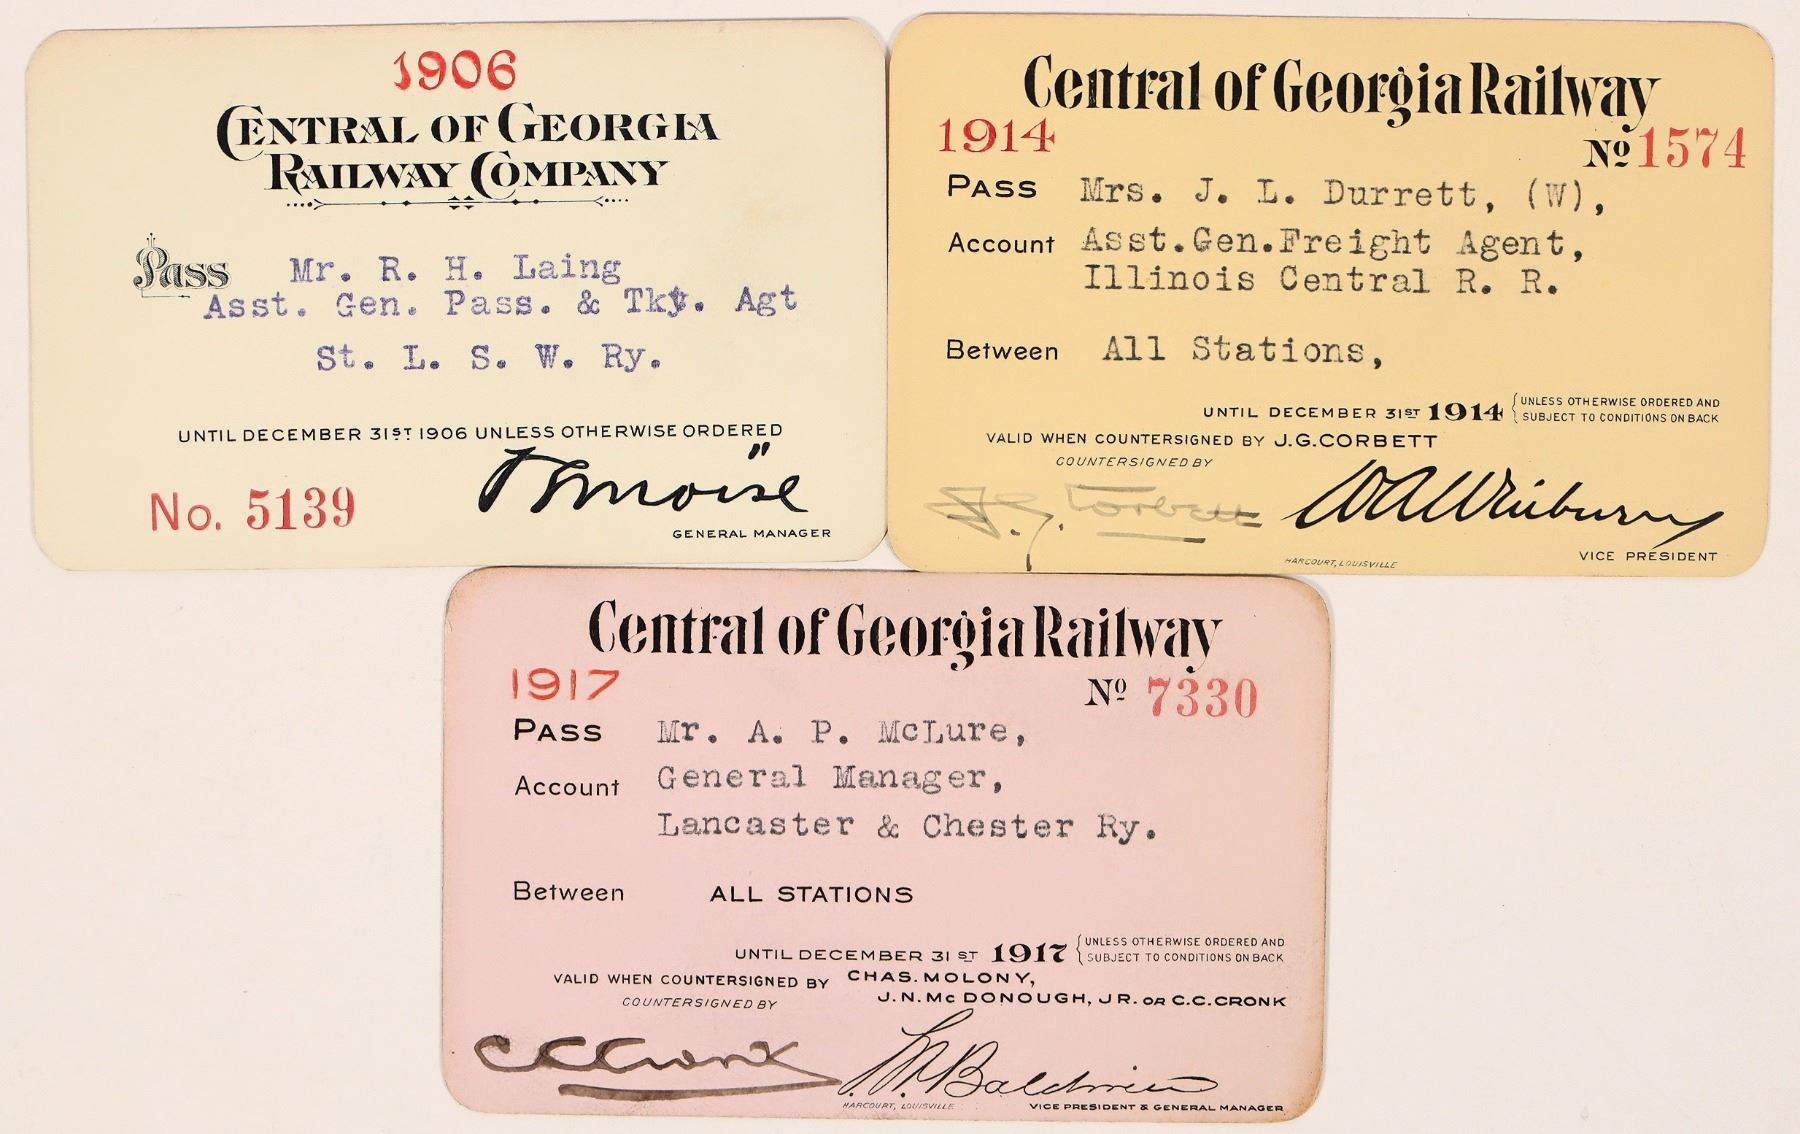 1906
CENTRAL OF GEORGIA
RAILWAY COMPANY
Pass Mr. R. H. Laing
Asst. Gen. Pass. & Tkt. Agt
St. L. S. W. Ry.
UNTIL DECEMBER 31ST 1906 UNLESS OTHERWISE ORDERED
No. 5139
GENERAL MANAGER
Central of Georgia Railway
1914
No 1574
PASS Mrs. J. L. Durrett, (W),
Account Asst.Gen.Freight Agent,
Illinois Central R. R.
Between All Stations,
UNTIL DECEMBER 31ST 1914 { UNLESS OTHERWISE ORDERED AND
SUBJECT TO CONDITIONS ON BACK
VALID WHEN COUNTERSIGNED BY J.G.CORBETT
COUNTERSIGNED BY
J. G. Corbett W A Winburn
VICE PRESIDENT
HARCOURT, LOUISVILLE
Central of Georgia Railway
1917
No 7330
PASS Mr. A. P. McLure,
Account General Manager,
Lancaster & Chester Ry.
Between ALL STATIONS
UNTIL DECEMBER 31ST 1917 { UNLESS OTHERWISE ORDERED AND
SUBJECT TO CONDITIONS ON BACK
VALID WHEN COUNTERSIGNED BY CHAS. MOLONY,
J.N. McDONOUGH, JR. OR C.C.CRONK
COUNTERSIGNED BY
C C Cronk L. W. Baldwin
HARCOURT, LOUISVILLE
VICE PRESIDENT & GENERAL MANAGER